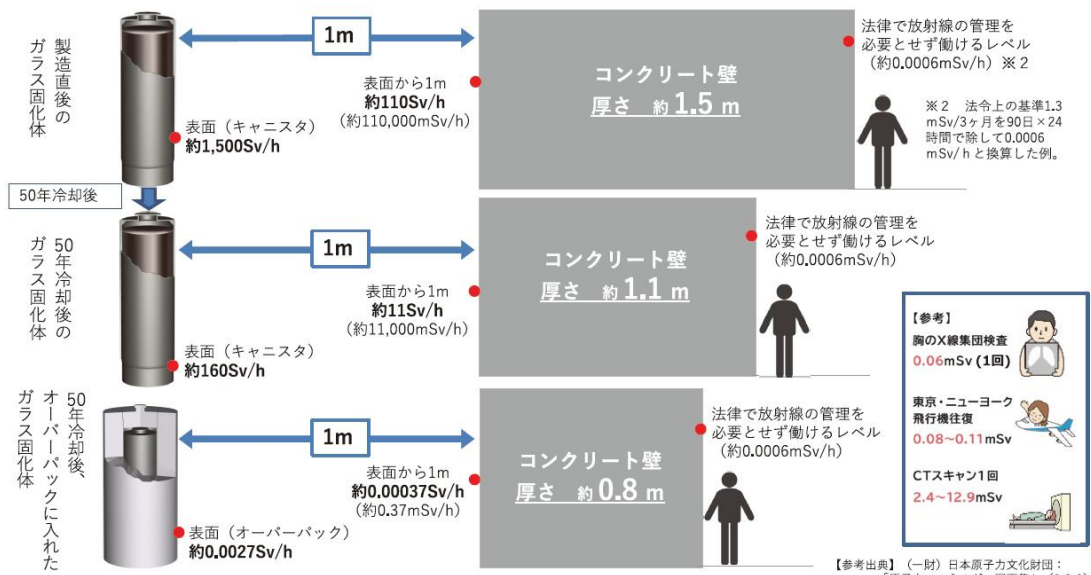 製造直後の
ガラス固化体
1m
表面（キャニスタ）
約1,500Sv/h
表面から1m
約110Sv/h
（約110,000mSv/h）
コンクリート壁
厚さ 約1.5 m
法律で放射線の管理を
必要とせず働けるレベル
（約0.0006mSv/h）※２
※２ 法令上の基準1.3
mSv/3ヶ月を90日×24
時間で除して0.0006
mSv/hと換算した例。
50年冷却後
50年冷却後の
ガラス固化体
1m
表面（キャニスタ）
約160Sv/h
表面から1m
約11Sv/h
（約11,000mSv/h）
コンクリート壁
厚さ 約1.1 m
法律で放射線の管理を
必要とせず働けるレベル
（約0.0006mSv/h）
50年冷却後、
オーバーパックに入れた
ガラス固化体
1m
表面（オーバーパック）
約0.0027Sv/h
表面から1m
約0.00037Sv/h
（約0.37mSv/h）
コンクリート壁
厚さ 約0.8 m
法律で放射線の管理を
必要とせず働けるレベル
（約0.0006mSv/h）
【参考】
胸のX線集団検査
0.06mSv (1回)
東京・ニューヨーク
飛行機往復
0.08～0.11mSv
CTスキャン1回
2.4～12.9mSv
【参考出典】（一財）日本原子力文化財団：